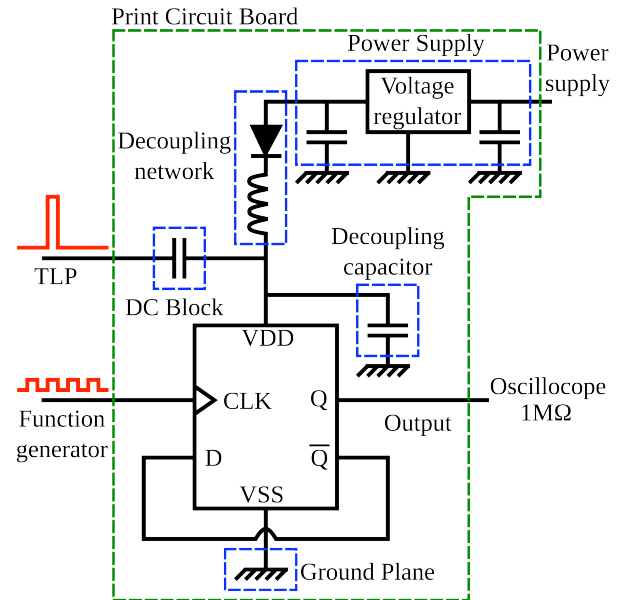 Print Circuit Board
Power Supply
Power
supply
Voltage
regulator
Decoupling
network
TLP
DC Block
Decoupling
capacitor
VDD
CLK
Q
Function
generator
Oscillocope
1MΩ
Output
D
Q̅
VSS
Ground Plane